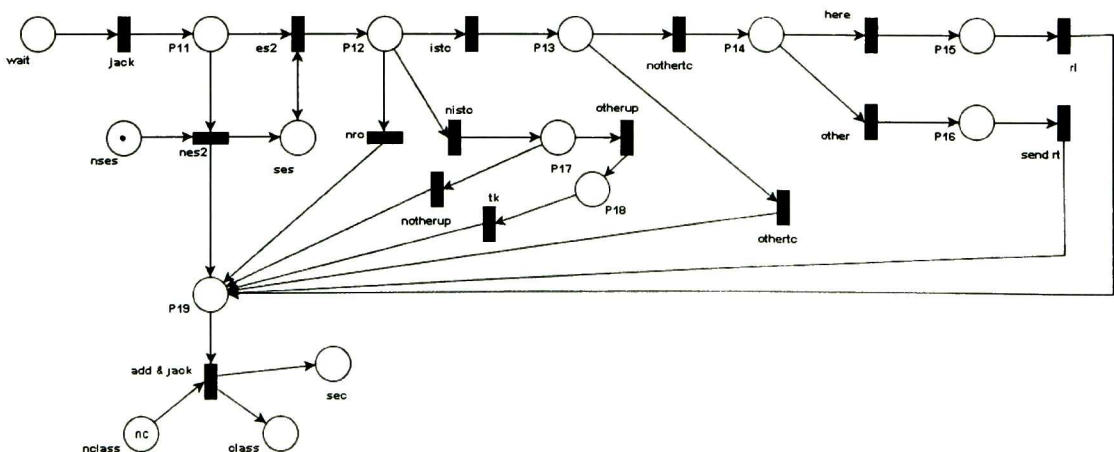 here
wait
jack
P11
es2
P12
istc
P13
nothertc
P14
P15
rl
nistc
otherup
other
P16
send rt
nses
nes2
ses
nro
P17
notherup
tk
P18
othertc
P19
add & jack
sec
nc
nclass
class